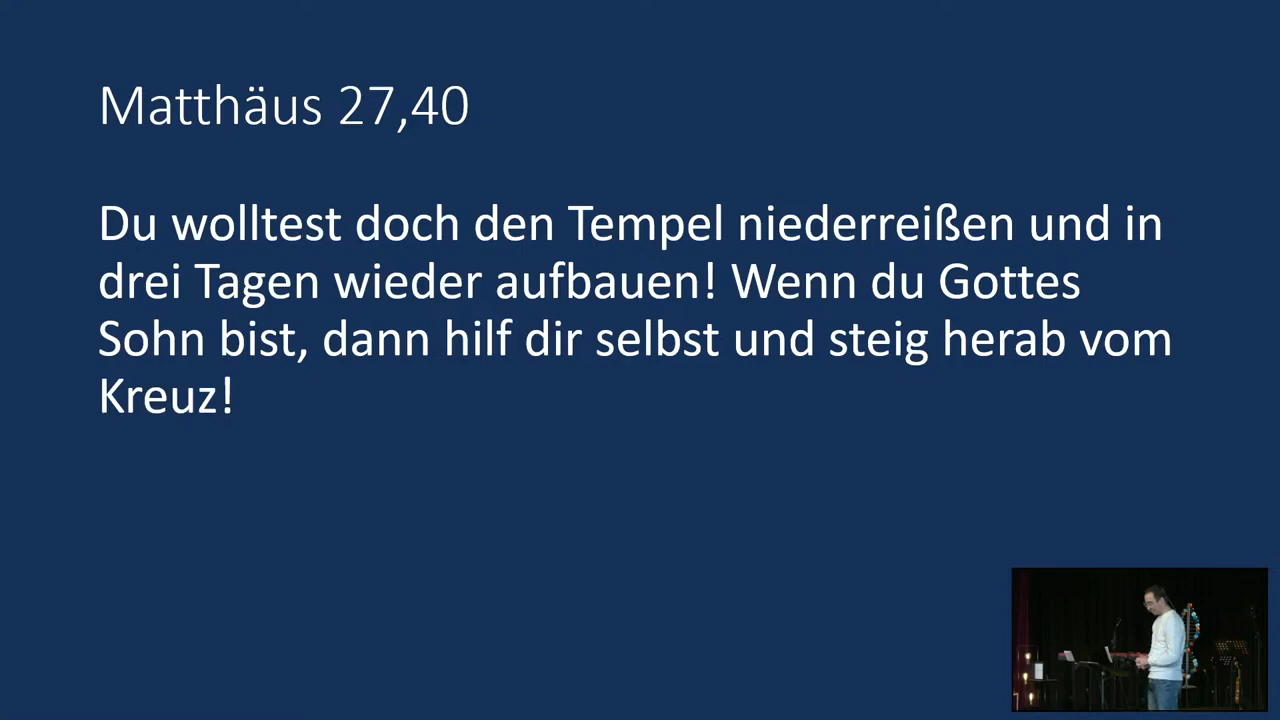 Matthäus 27,40
Du wolltest doch den Tempel niederreißen und in
drei Tagen wieder aufbauen! Wenn du Gottes
Sohn bist, dann hilf dir selbst und steig herab vom
Kreuz!